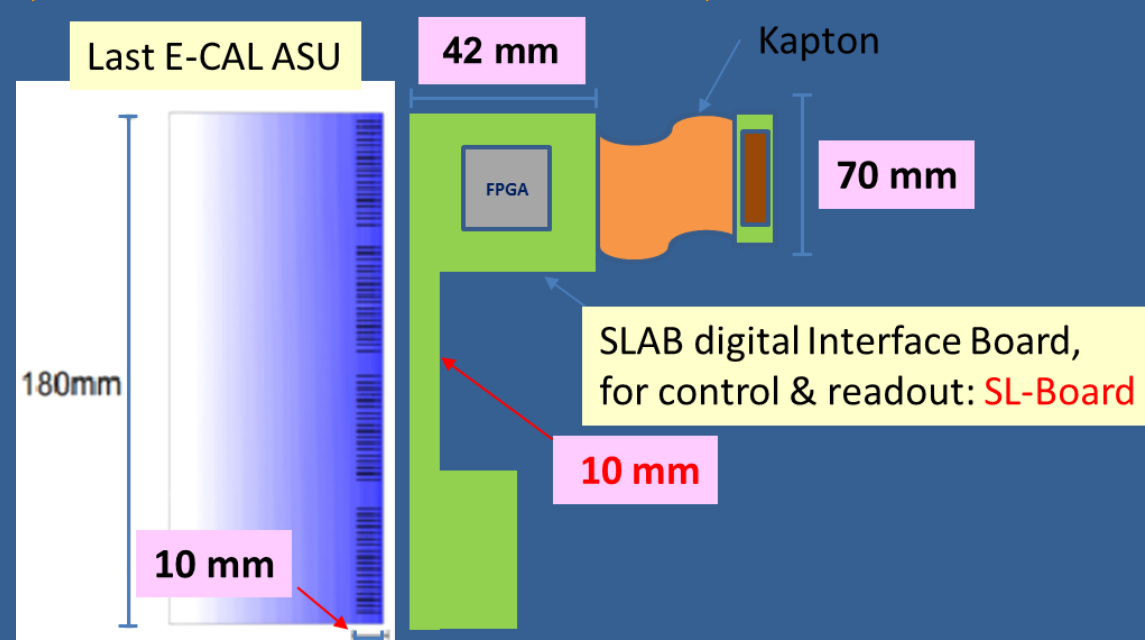 Last E-CAL ASU
42 mm
Kapton
FPGA
70 mm
SLAB digital Interface Board,
for control & readout: SL-Board
180mm
10 mm
10 mm